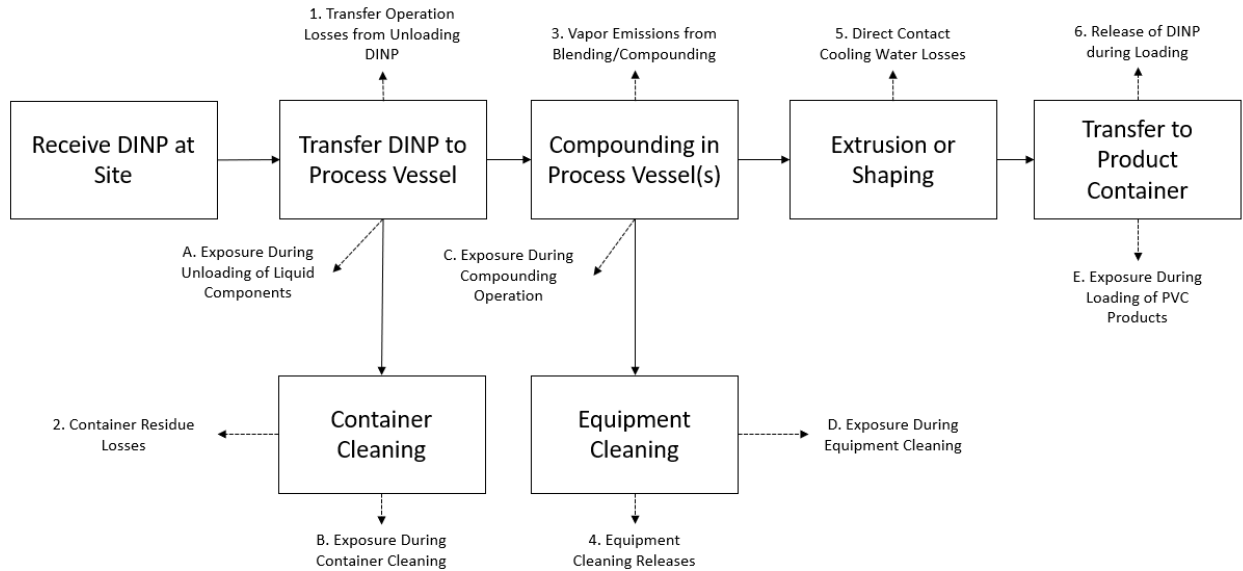 1. Transfer Operation
Losses from Unloading
DINP
3. Vapor Emissions from
Blending/Compounding
5. Direct Contact
Cooling Water Losses
6. Release of DINP
during Loading
Receive DINP at
Site
Transfer DINP to
Process Vessel
Compounding in
Process Vessel(s)
Extrusion or
Shaping
Transfer to
Product
Container
A. Exposure During
Unloading of Liquid
Components
C. Exposure During
Compounding
Operation
E. Exposure During
Loading of PVC
Products
2. Container Residue
Losses
Container
Cleaning
Equipment
Cleaning
D. Exposure During
Equipment Cleaning
B. Exposure During
Container Cleaning
4. Equipment
Cleaning Releases